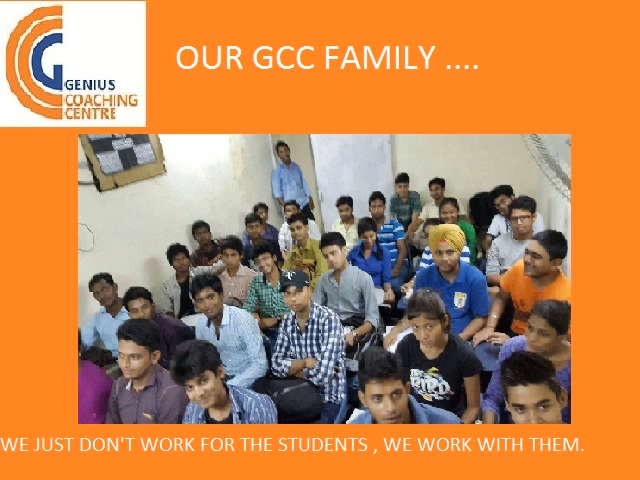 GENIUS
COACHING
CENTRE
OUR GCC FAMILY ....
WE JUST DON'T WORK FOR THE STUDENTS , WE WORK WITH THEM.